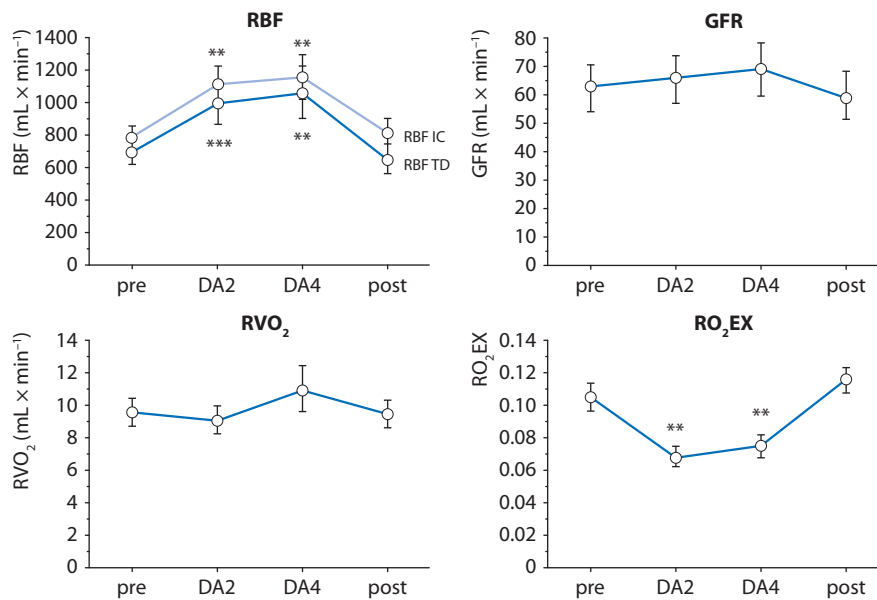 RBF
RBF (mL × min⁻¹)
1400
1200
1000
800
600
400
200
0
**
**
***
**
RBF IC
RBF TD
pre DA2 DA4 post
GFR
GFR (mL × min⁻¹)
80
70
60
50
40
30
20
10
0
pre DA2 DA4 post
RVO₂
RVO₂ (mL × min⁻¹)
14
12
10
8
6
4
2
0
pre DA2 DA4 post
RO₂EX
RO₂EX
0.14
0.12
0.10
0.08
0.06
0.04
0.02
0
**
**
pre DA2 DA4 post